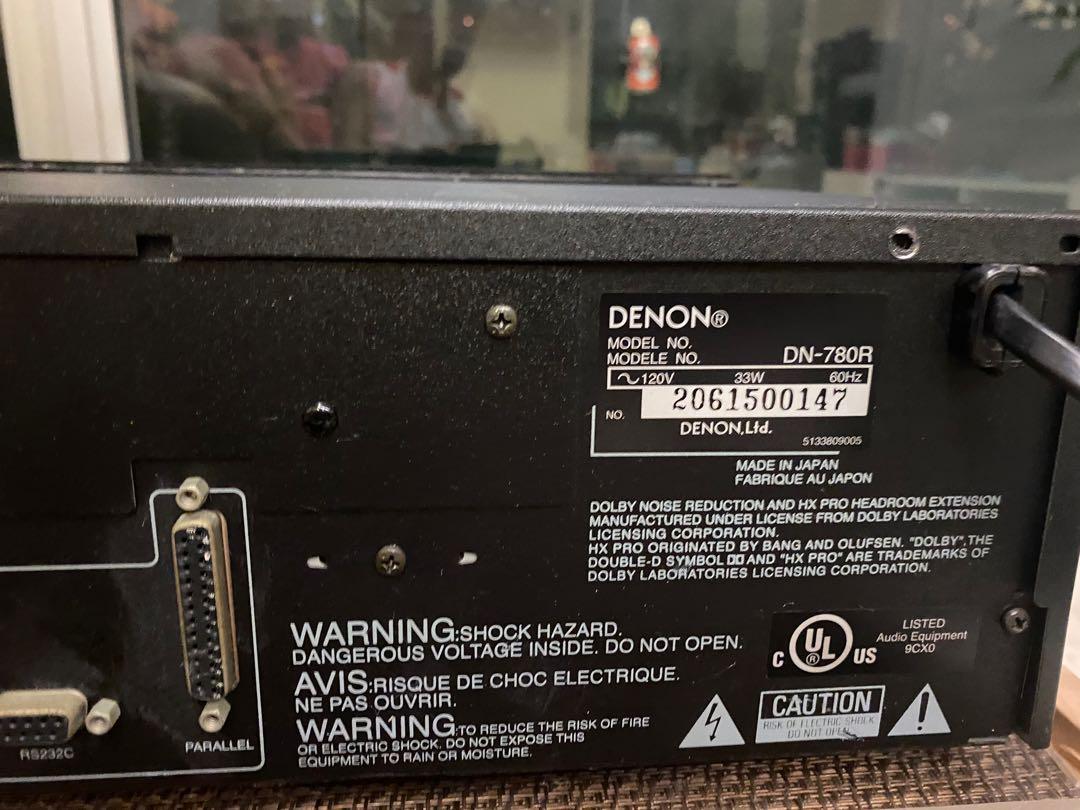 DENON®
MODEL NO.
MODELE NO. DN-780R
120V 33W 60Hz
NO. 2061500147
DENON,Ltd.
5133809005
MADE IN JAPAN
FABRIQUE AU JAPON
DOLBY NOISE REDUCTION AND HX PRO HEADROOM EXTENSION
MANUFACTURED UNDER LICENSE FROM DOLBY LABORATORIES
LICENSING CORPORATION.
HX PRO ORIGINATED BY BANG AND OLUFSEN. "DOLBY", THE
DOUBLE-D SYMBOL AND "HX PRO" ARE TRADEMARKS OF
DOLBY LABORATORIES LICENSING CORPORATION.
WARNING:SHOCK HAZARD.
DANGEROUS VOLTAGE INSIDE. DO NOT OPEN.
AVIS:RISQUE DE CHOC ELECTRIQUE.
NE PAS OUVRIR.
WARNING:TO REDUCE THE RISK OF FIRE
OR ELECTRIC SHOCK, DO NOT EXPOSE THIS
EQUIPMENT TO RAIN OR MOISTURE.
C UL® US
LISTED
Audio Equipment
9CX0
CAUTION
RISK OF ELECTRIC SHOCK
DO NOT OPEN
PARALLEL
RS232C